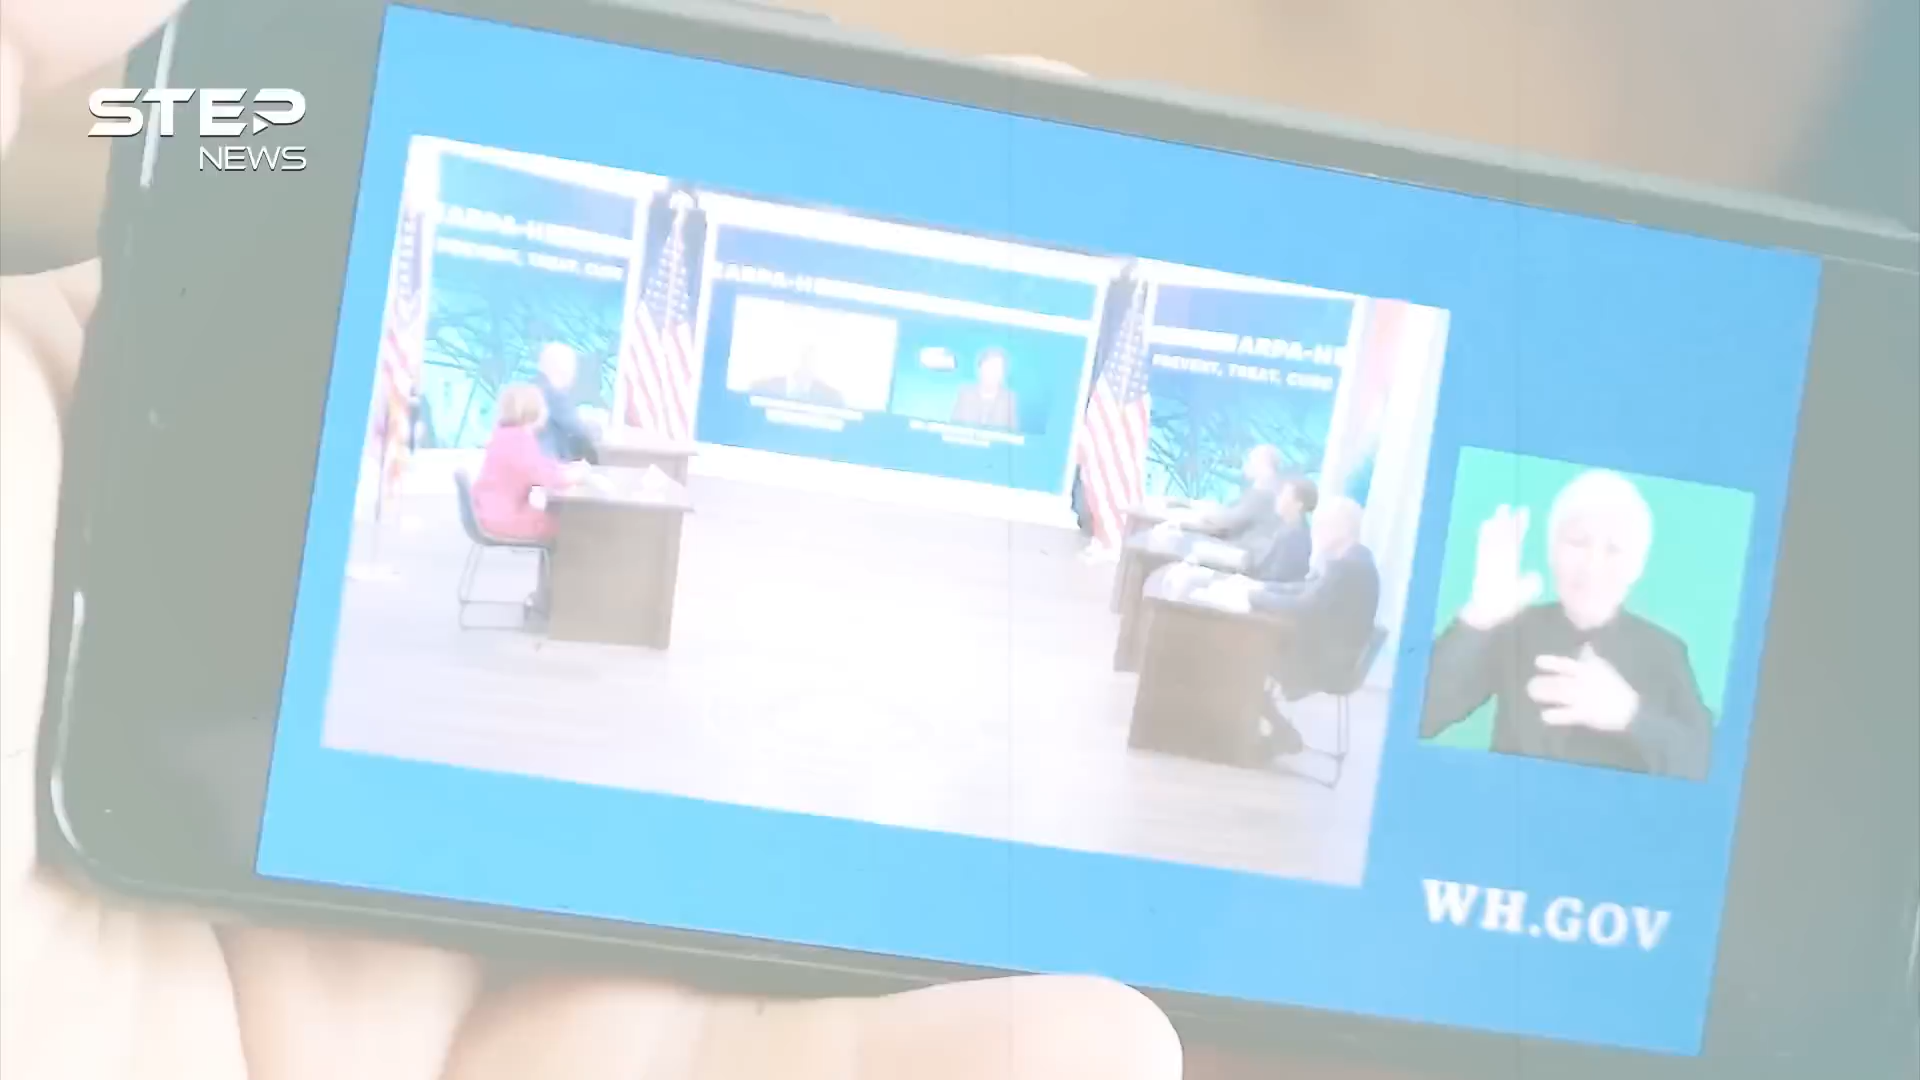 STEP
NEWS
ARPA-H
PREVENT, TREAT, CURE
ARPA-H
ARPA-H
PREVENT, TREAT, CURE
WH.GOV